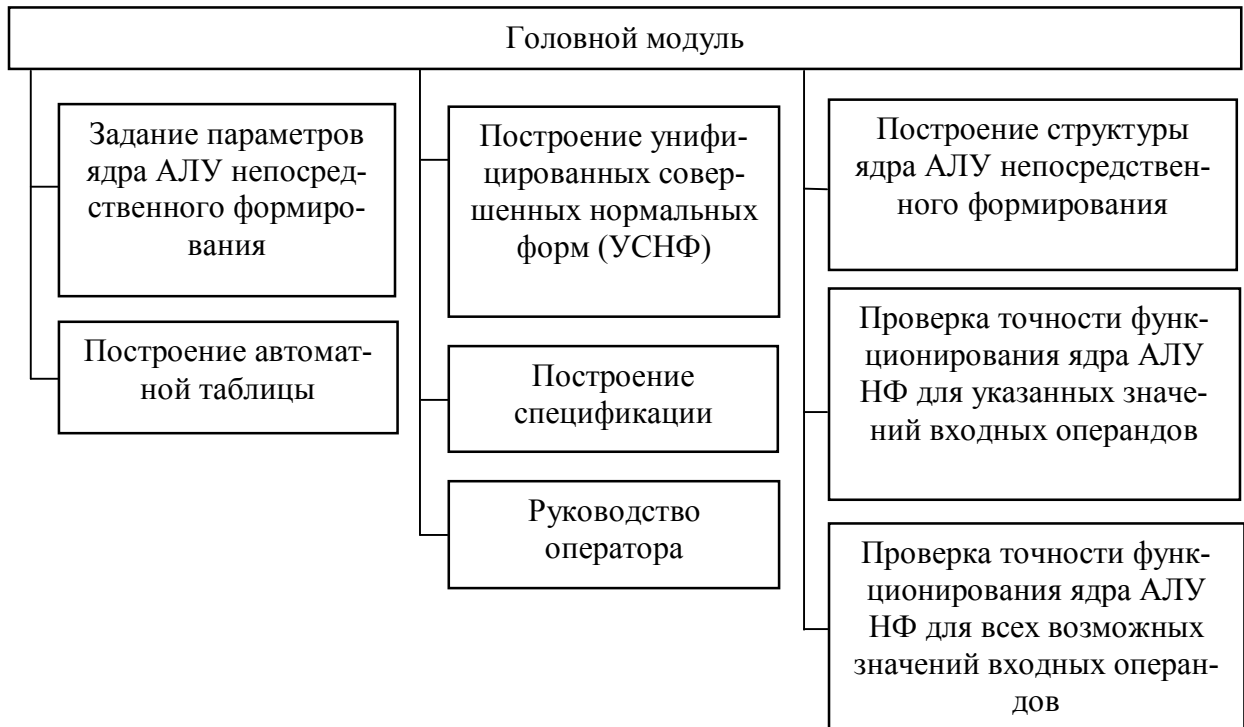 Головной модуль
Задание параметров
ядра АЛУ непосред-
ственного формиро-
вания
Построение автомат-
ной таблицы
Построение унифи-
цированных совер-
шенных нормальных
форм (УСНФ)
Построение
спецификации
Руководство
оператора
Построение структуры
ядра АЛУ непосредствен-
ного формирования
Проверка точности функ-
ционирования ядра АЛУ
НФ для указанных значе-
ний входных операндов
Проверка точности функ-
ционирования ядра АЛУ
НФ для всех возможных
значений входных операн-
дов